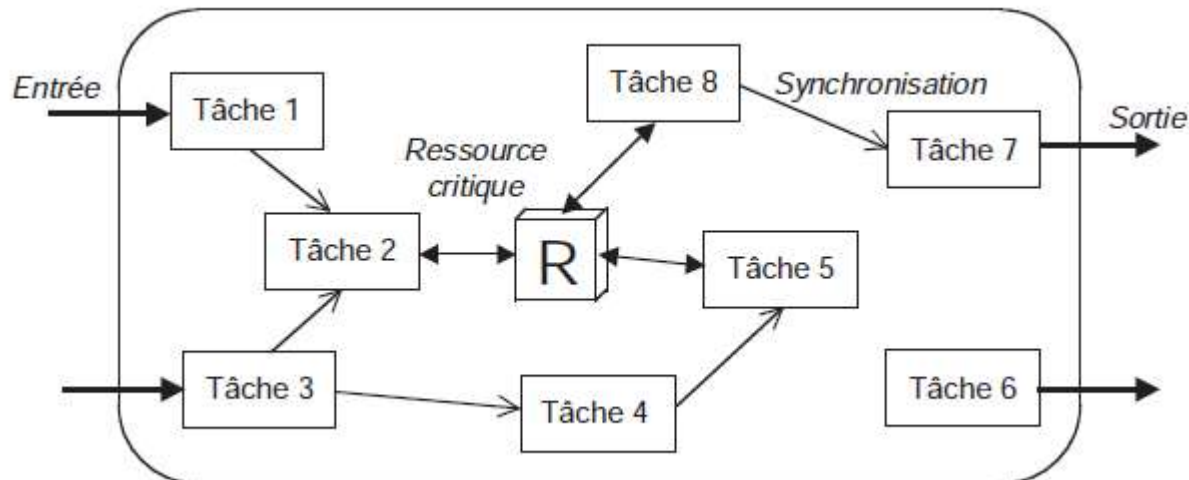 Entrée
Tâche 1
Tâche 8
Synchronisation
Sortie
Tâche 7
Ressource
critique
Tâche 2
R
Tâche 5
Tâche 3
Tâche 4
Tâche 6